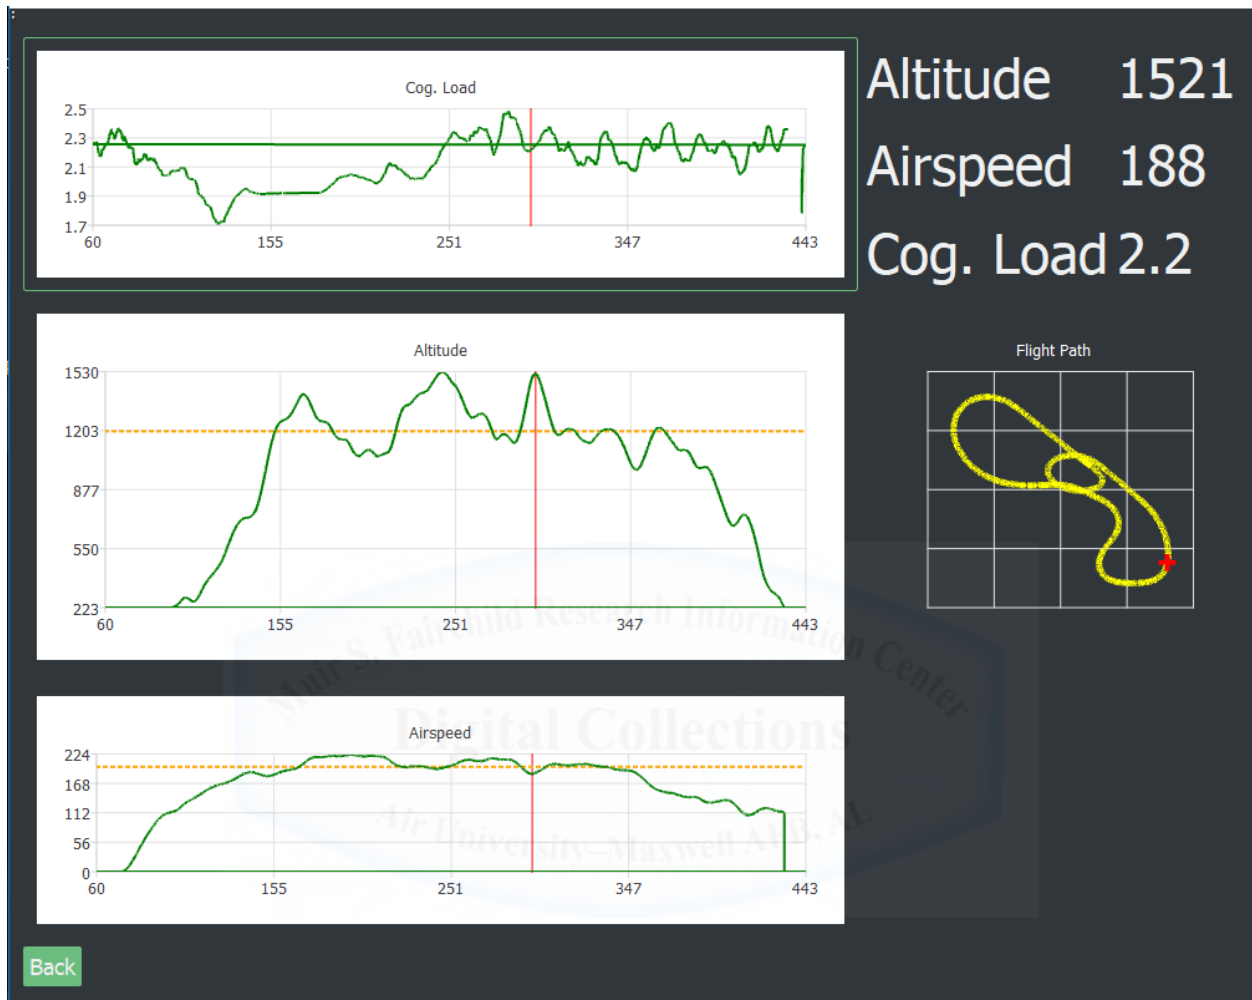 Cog. Load
2.5
2.3
2.1
1.9
1.7
60 155 251 347 443
Altitude 1521
Airspeed 188
Cog. Load 2.2
Altitude
1530
1203
877
550
223
60 155 251 347 443
Flight Path
Airspeed
224
168
112
56
0
60 155 251 347 443
Muir S. Fairchild Research Information Center
Digital Collections
Air University–Maxwell AFB, AL
Back